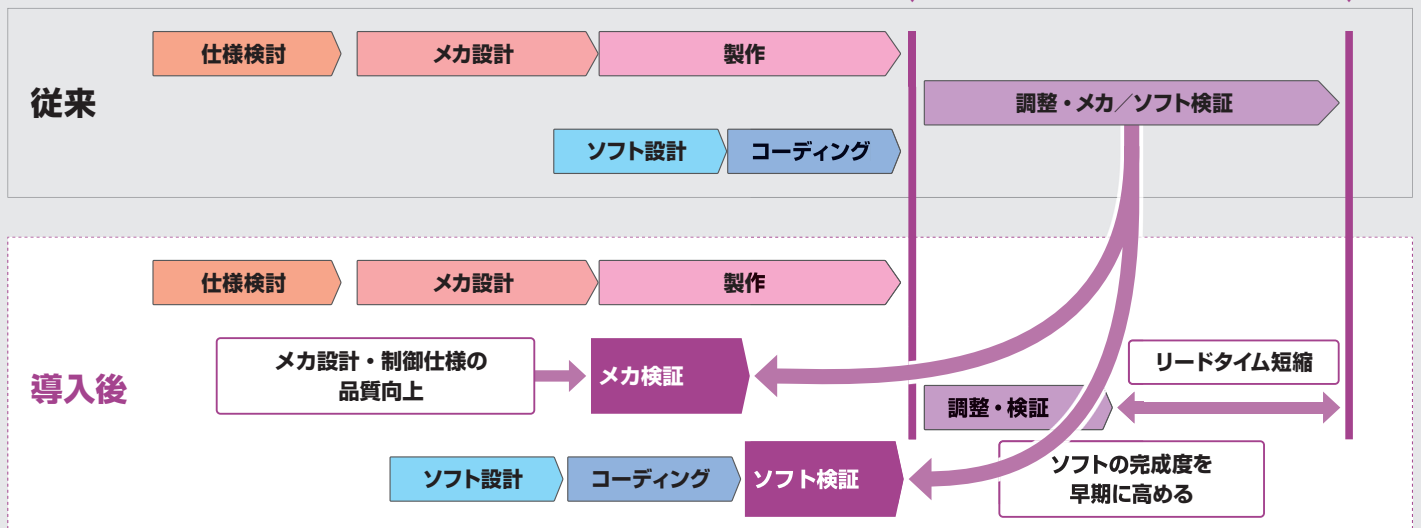 従来
仕様検討
メカ設計
製作
調整・メカ／ソフト検証
ソフト設計
コーディング
導入後
仕様検討
メカ設計
製作
メカ設計・制御仕様の
品質向上
メカ検証
リードタイム短縮
調整・検証
ソフト設計
コーディング
ソフト検証
ソフトの完成度を
早期に高める